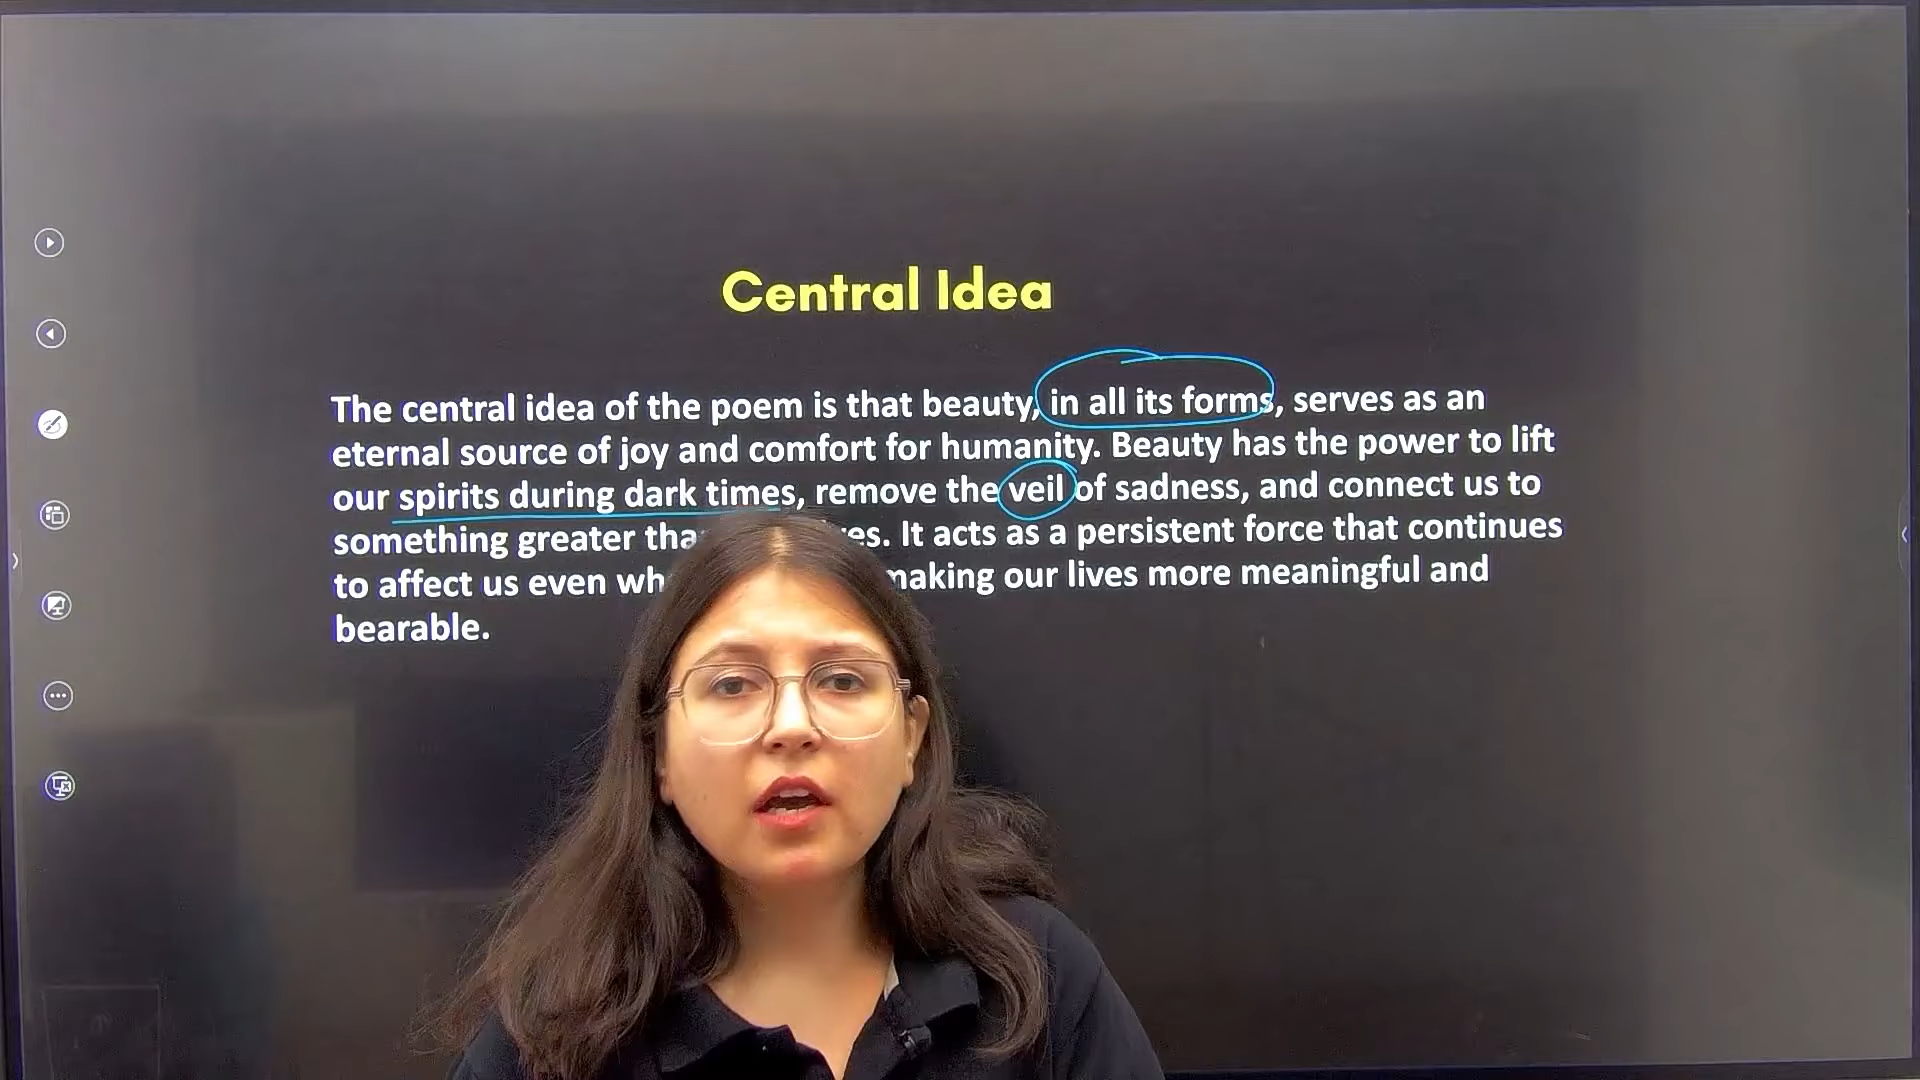 Central Idea
The central idea of the poem is that beauty, in all its forms, serves as an
eternal source of joy and comfort for humanity. Beauty has the power to lift
our spirits during dark times, remove the veil of sadness, and connect us to
something greater It acts as a persistent force that continues
to affect us even making our lives more meaningful and
bearable.